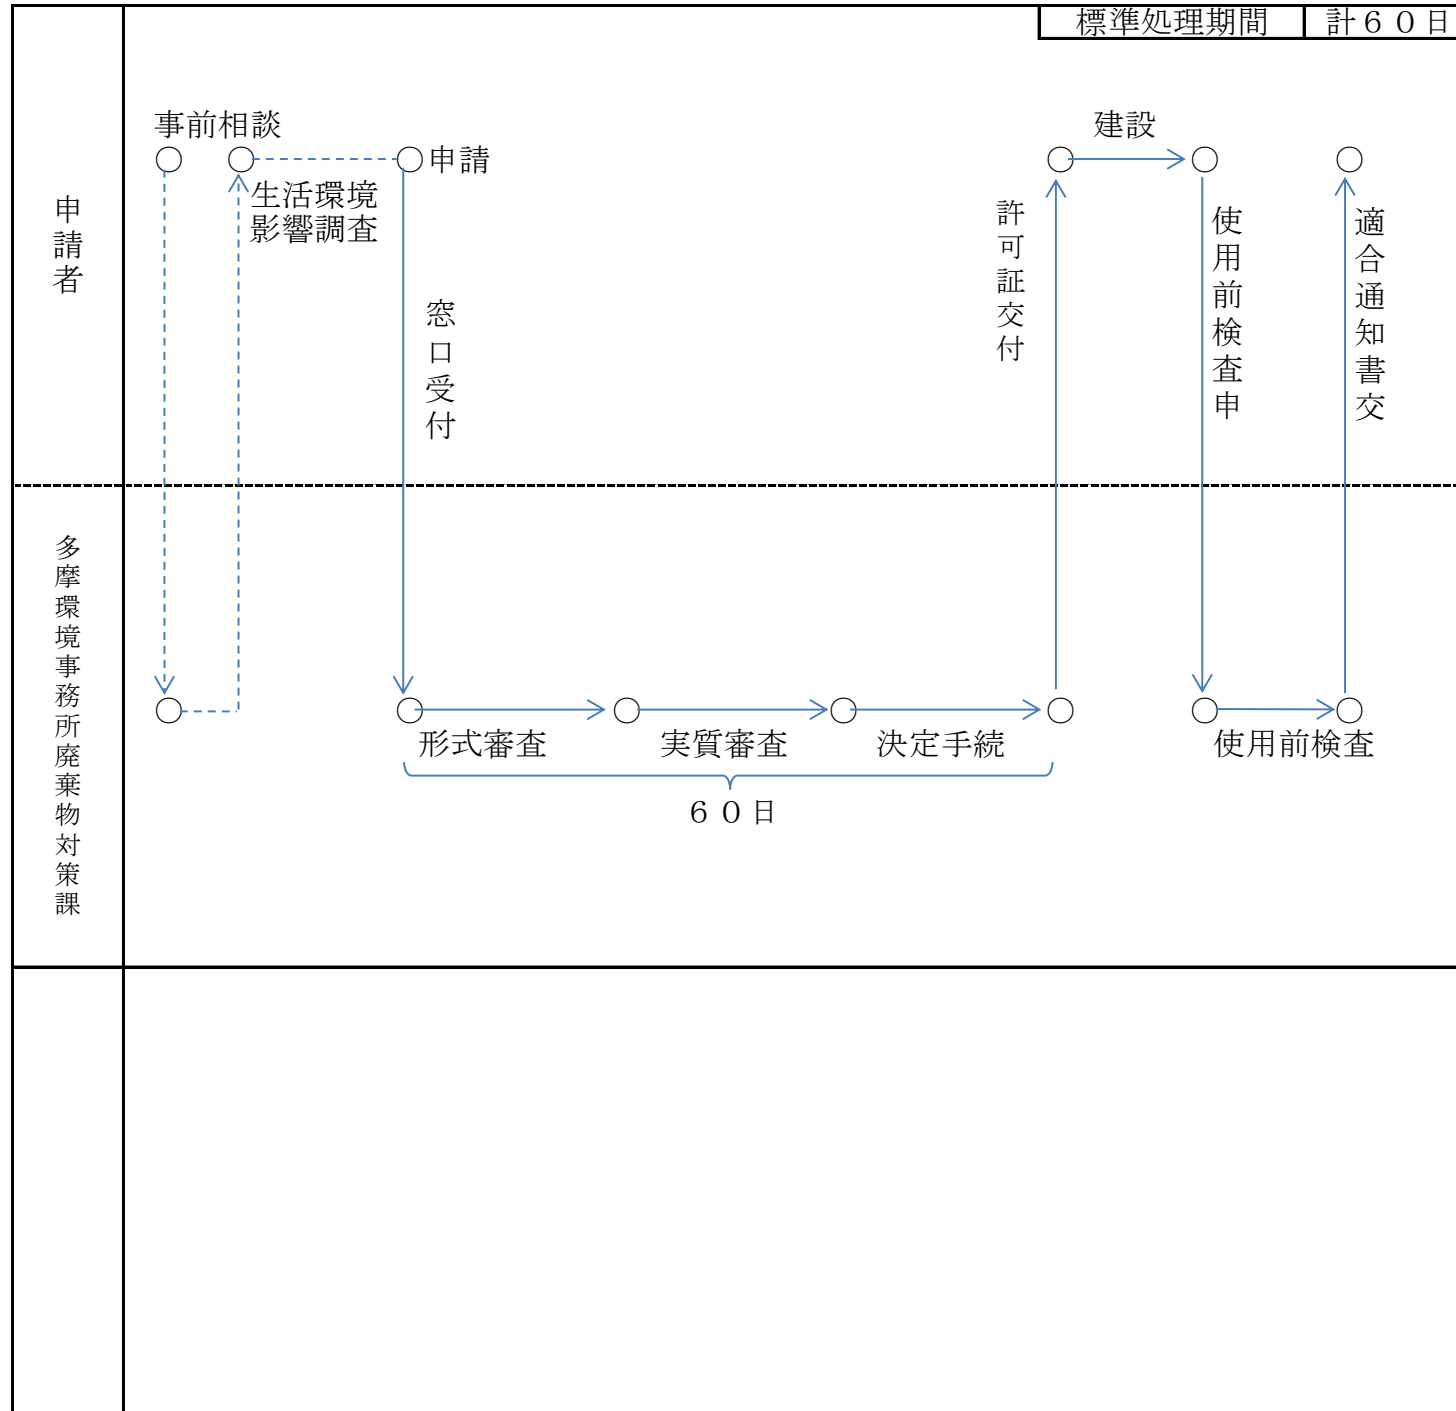 標準処理期間
計６０日
申請者
事前相談
申請
生活環境
影響調査
窓口受付
許可証交付
建設
使用前検査申
適合通知書交
多摩環境事務所廃棄物対策課
形式審査
実質審査
決定手続
使用前検査
６０日